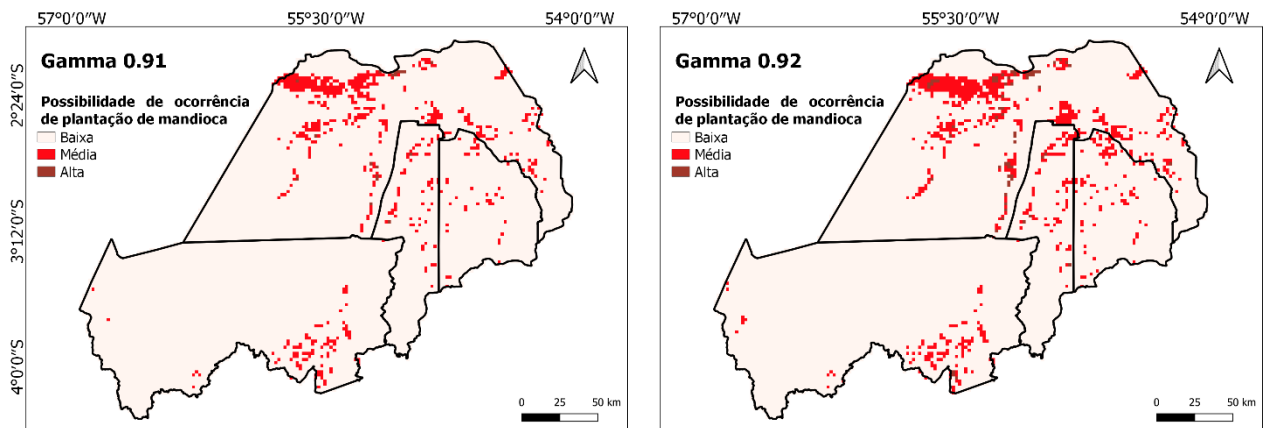 57°0'0''W 55°30'0''W 54°0'0''W
2°24'0''S
3°12'0''S
4°0'0''S
Gamma 0.91
Possibilidade de ocorrência
de plantação de mandioca
Baixa
Média
Alta
0 25 50 km
57°0'0''W 55°30'0''W 54°0'0''W
Gamma 0.92
Possibilidade de ocorrência
de plantação de mandioca
Baixa
Média
Alta
0 25 50 km